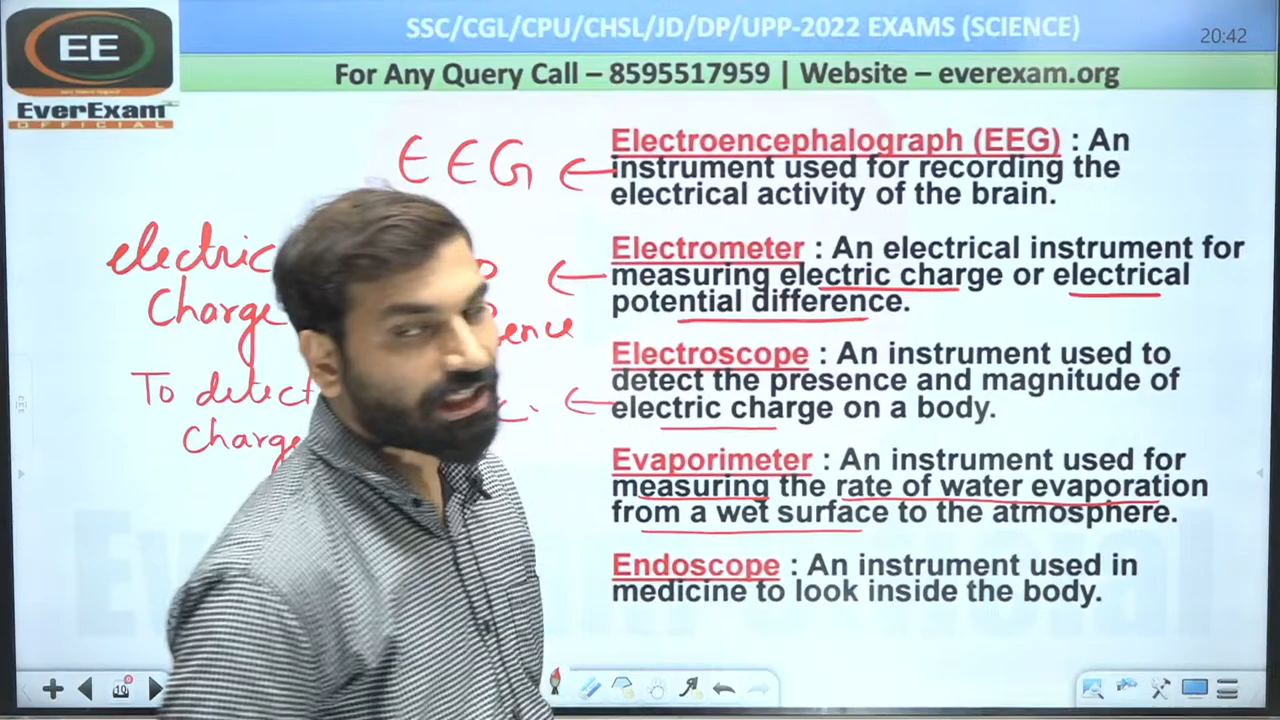 SSC/CGL/CPU/CHSL/JD/DP/UPP-2022 EXAMS (SCIENCE)
20:42
For Any Query Call – 8595517959 | Website – everexam.org
EE
EverExam
OFFICIAL
EEG
Electroencephalograph (EEG) : An
instrument used for recording the
electrical activity of the brain.
electric
Charge
Electrometer : An electrical instrument for
measuring electric charge or electrical
potential difference.
To detect
charge
Electroscope : An instrument used to
detect the presence and magnitude of
electric charge on a body.
Evaporimeter : An instrument used for
measuring the rate of water evaporation
from a wet surface to the atmosphere.
Endoscope : An instrument used in
medicine to look inside the body.
19